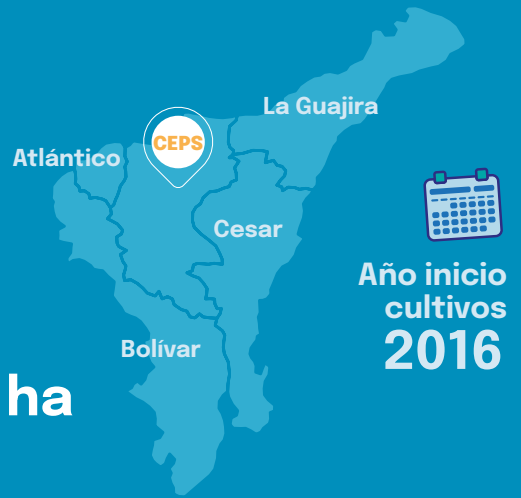 La Guajira
CEPS
Atlántico
Cesar
Año inicio
cultivos
2016
Bolívar
ha